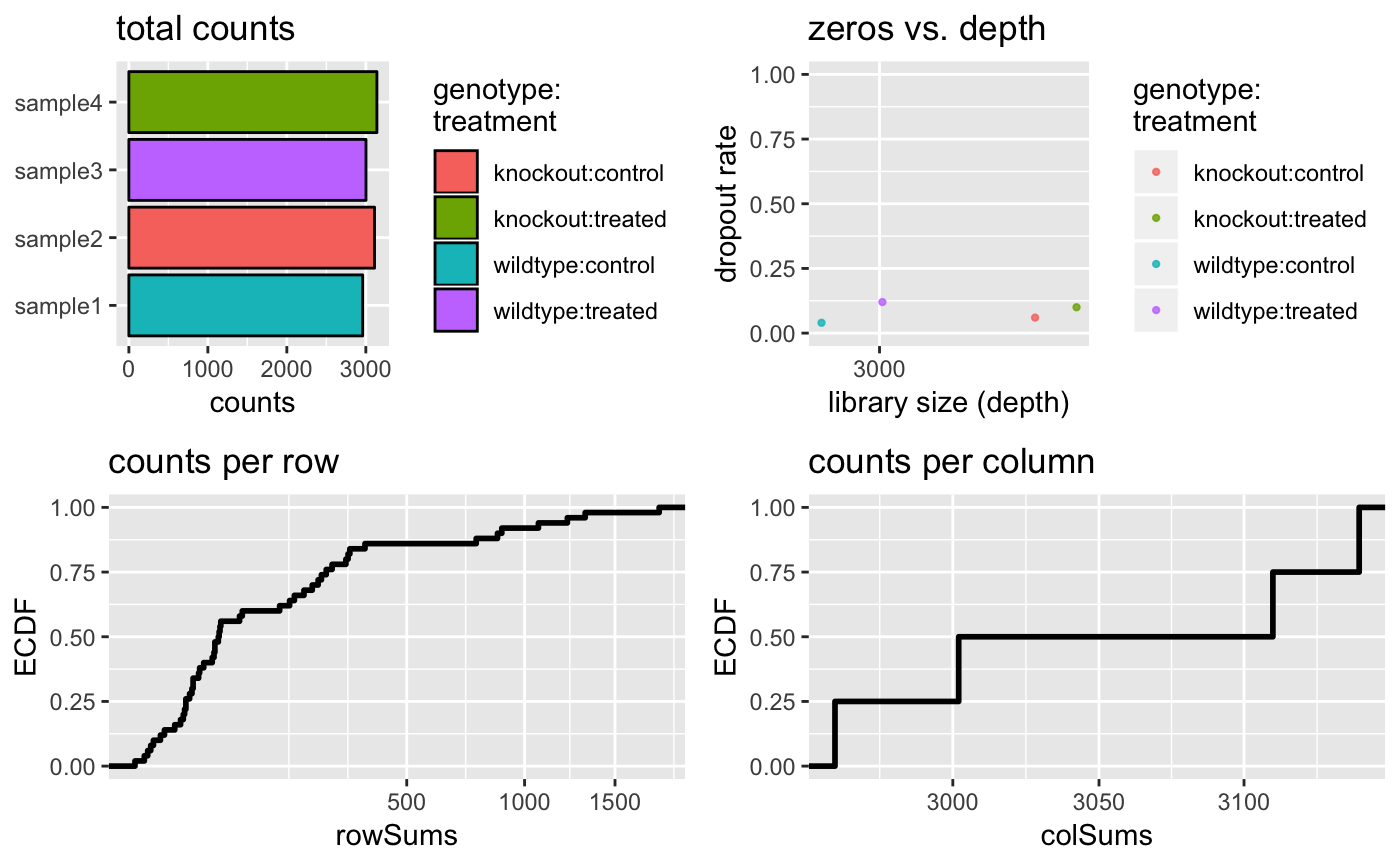 total counts
sample4
sample3
sample2
sample1
0 1000 2000 3000
counts
genotype:
treatment
knockout:control
knockout:treated
wildtype:control
wildtype:treated
zeros vs. depth
dropout rate
1.00
0.75
0.50
0.25
0.00
3000
library size (depth)
genotype:
treatment
knockout:control
knockout:treated
wildtype:control
wildtype:treated
counts per row
ECDF
1.00
0.75
0.50
0.25
0.00
500 1000 1500
rowSums
counts per column
ECDF
1.00
0.75
0.50
0.25
0.00
3000 3050 3100
colSums